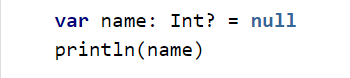 var name: Int? = null
println(name)